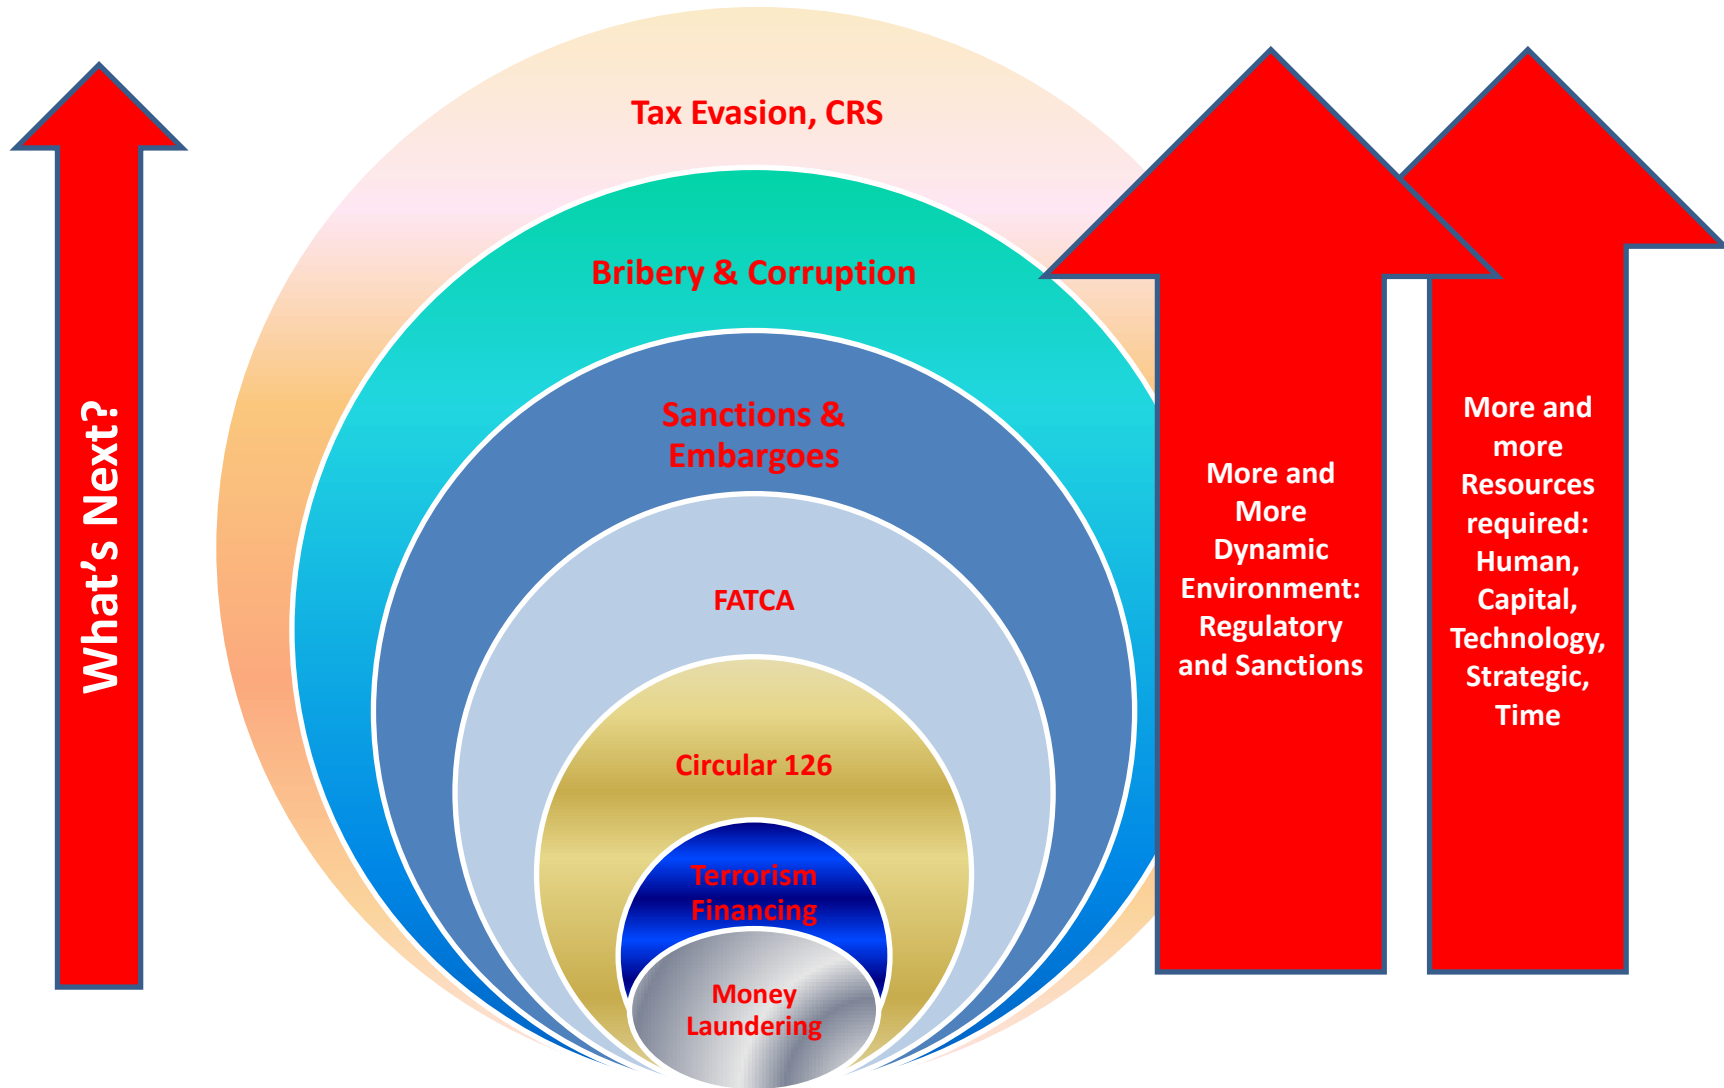 What's Next?
Tax Evasion, CRS
Bribery & Corruption
Sanctions &
Embargoes
FATCA
Circular 126
Terrorism
Financing
Money
Laundering
More and
More
Dynamic
Environment:
Regulatory
and Sanctions
More and
more
Resources
required:
Human,
Capital,
Technology,
Strategic,
Time